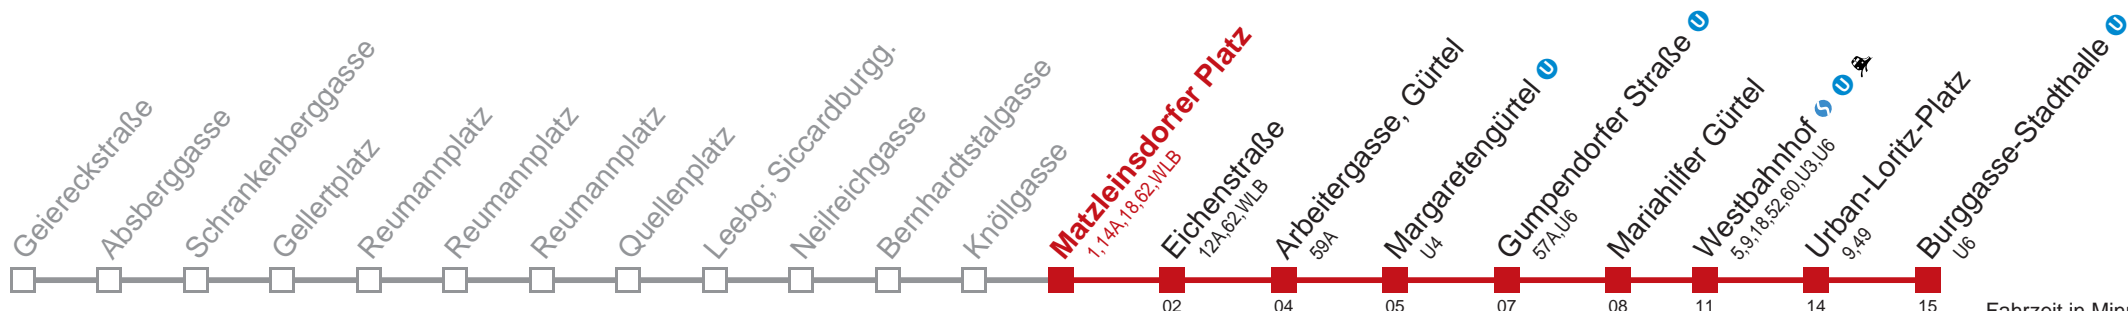 Geiereckstraße
Absberggasse
Schrankenberggasse
Gellertplatz
Reumannplatz
Reumannplatz
Reumannplatz
Quellenplatz
Leebg; Siccardburgg.
Neilreichgasse
Bernhardtstalgasse
Knöllgasse
Matzleinsdorfer Platz
1,14A,18,62,WLB
Eichenstraße
12A,62,WLB
Arbeitergasse, Gürtel
59A
Margaretengürtel U
U4
Gumpendorfer Straße U
57A,U6
Mariahilfer Gürtel
Westbahnhof S U
5,9,18,52,60,U3,U6
Urban-Loritz-Platz
9,49
Burggasse-Stadthalle U
U6
02 04 05 07 08 11 14 15
Fahrzeit in